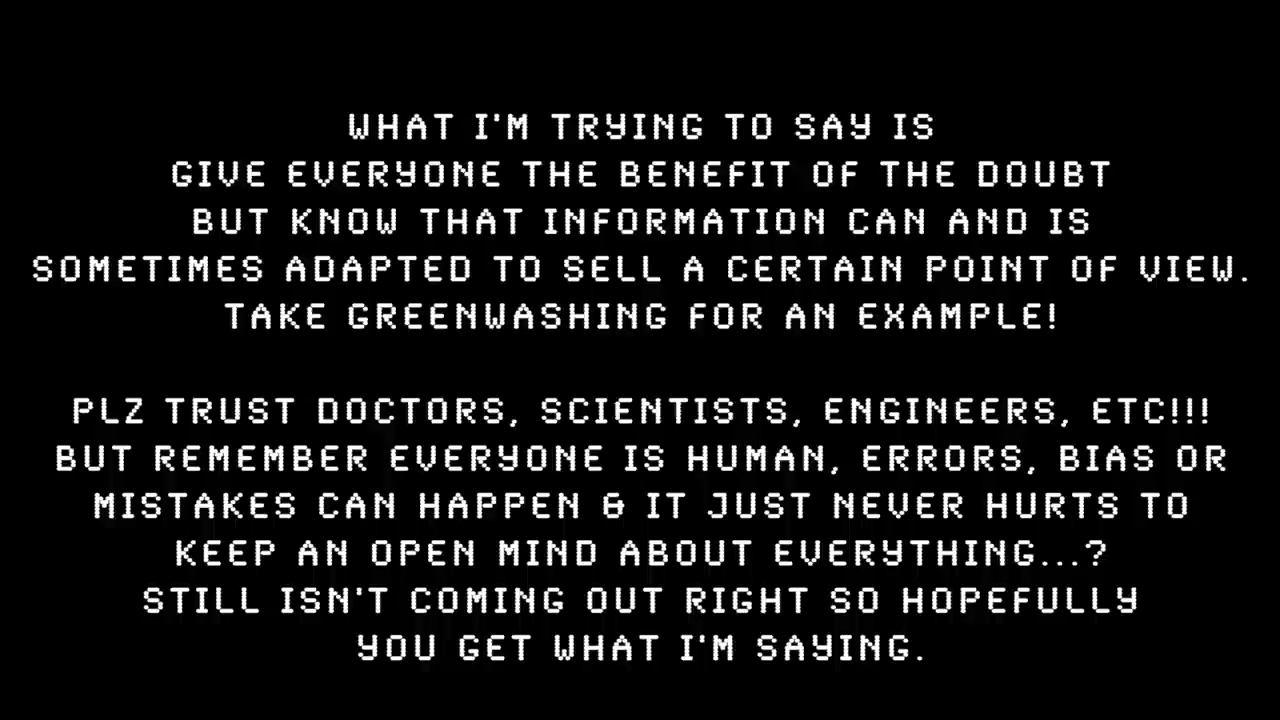 WHAT I'M TRYING TO SAY IS
GIVE EVERYONE THE BENEFIT OF THE DOUBT
BUT KNOW THAT INFORMATION CAN AND IS
SOMETIMES ADAPTED TO SELL A CERTAIN POINT OF VIEW.
TAKE GREENWASHING FOR AN EXAMPLE!
PLZ TRUST DOCTORS, SCIENTISTS, ENGINEERS, ETC!!!
BUT REMEMBER EVERYONE IS HUMAN, ERRORS, BIAS OR
MISTAKES CAN HAPPEN & IT JUST NEVER HURTS TO
KEEP AN OPEN MIND ABOUT EVERYTHING...?
STILL ISN'T COMING OUT RIGHT SO HOPEFULLY
YOU GET WHAT I'M SAYING.